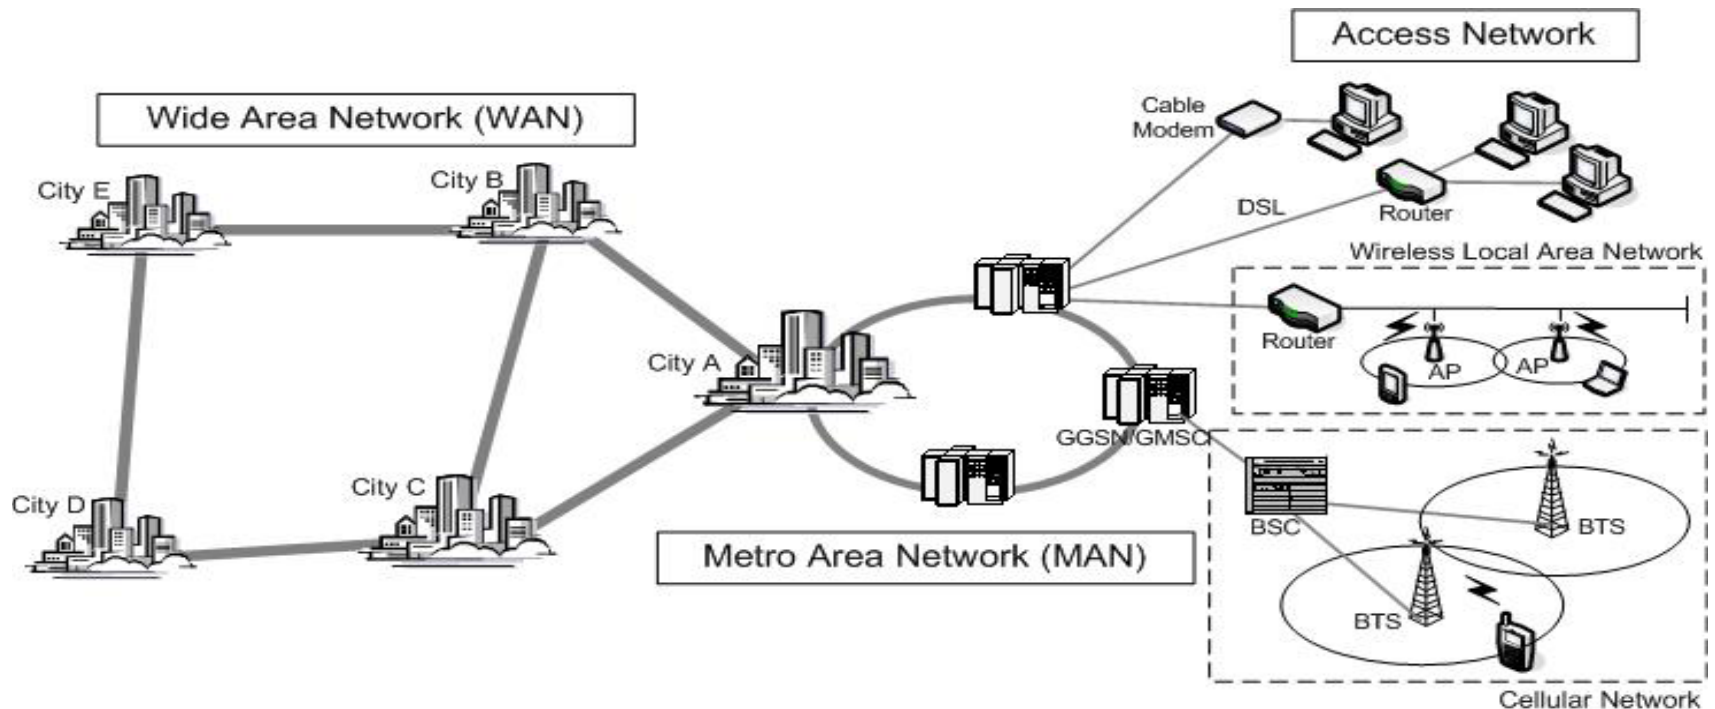 Access Network
Wide Area Network (WAN)
Cable
Modem
City E
City B
DSL
Router
Wireless Local Area Network
City A
Router
AP
AP
GGSN/GMSC
City D
City C
BSC
BTS
Metro Area Network (MAN)
BTS
Cellular Network